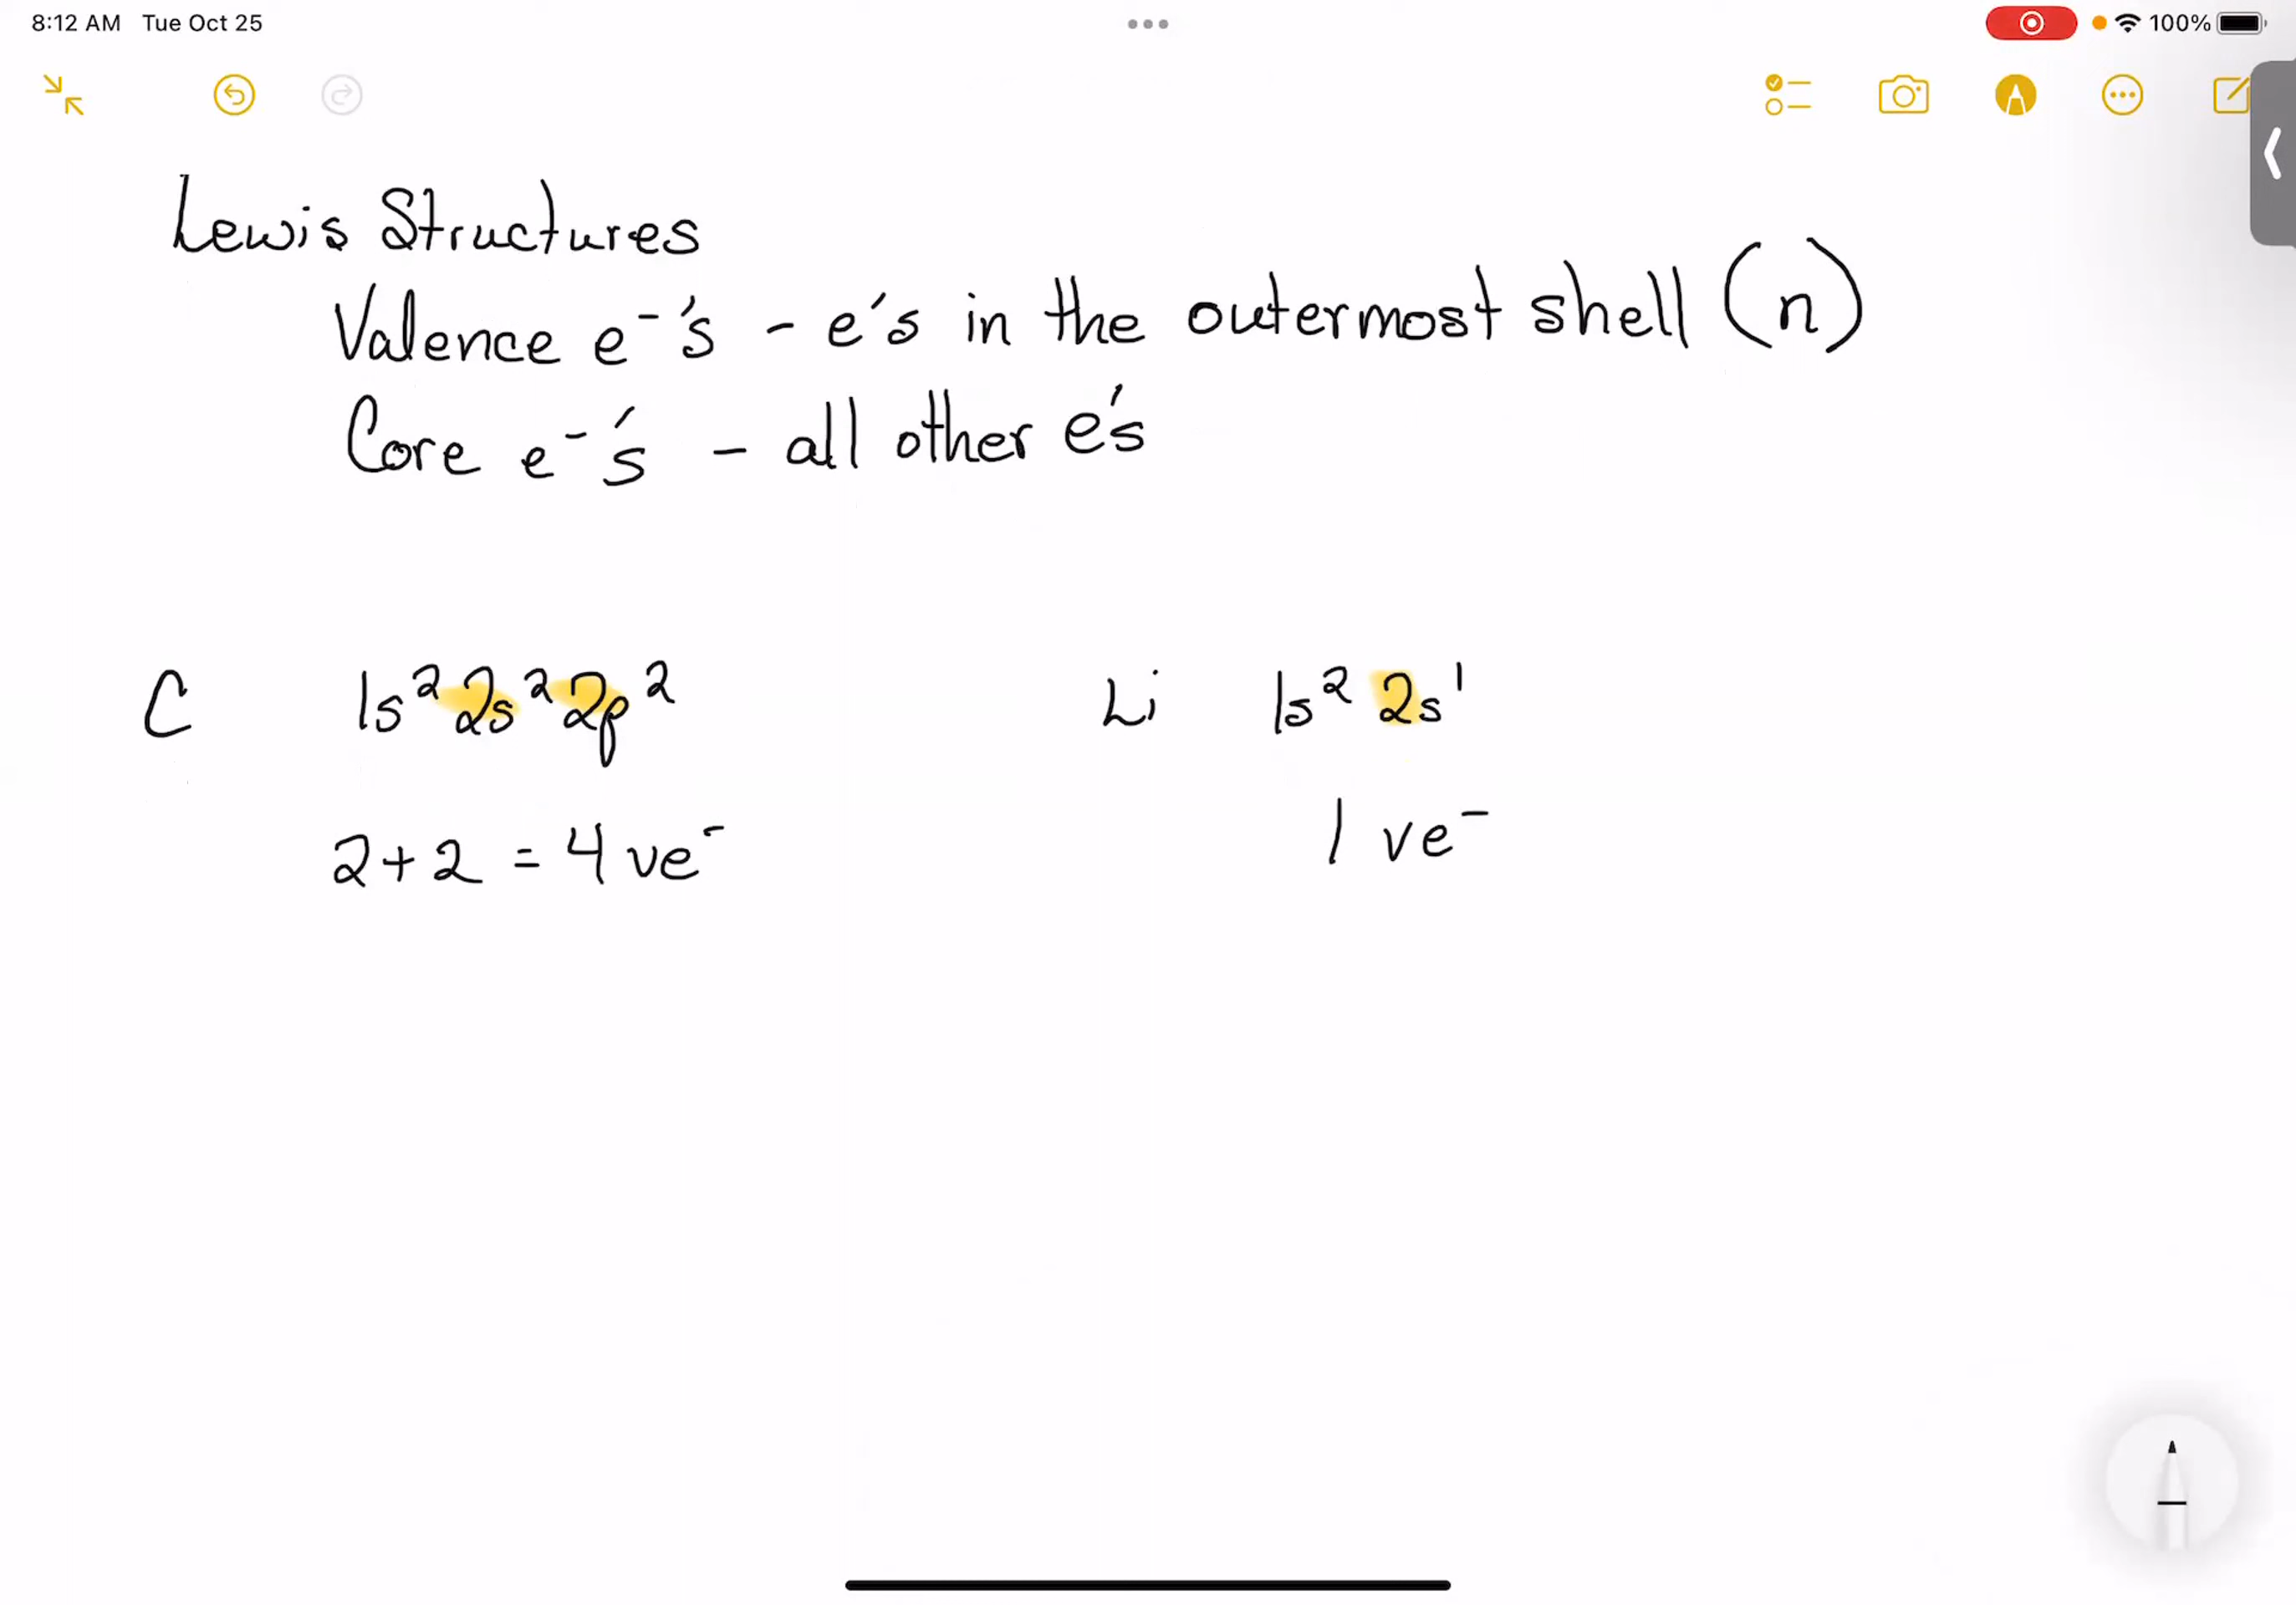 8:12 AM Tue Oct 25 100%
Lewis Structures
Valence e⁻'s - e's in the outermost shell (n)
Core e⁻'s - all other e's
C 1s² 2s² 2p² Li 1s² 2s¹
2+2 = 4 ve⁻ 1 ve⁻